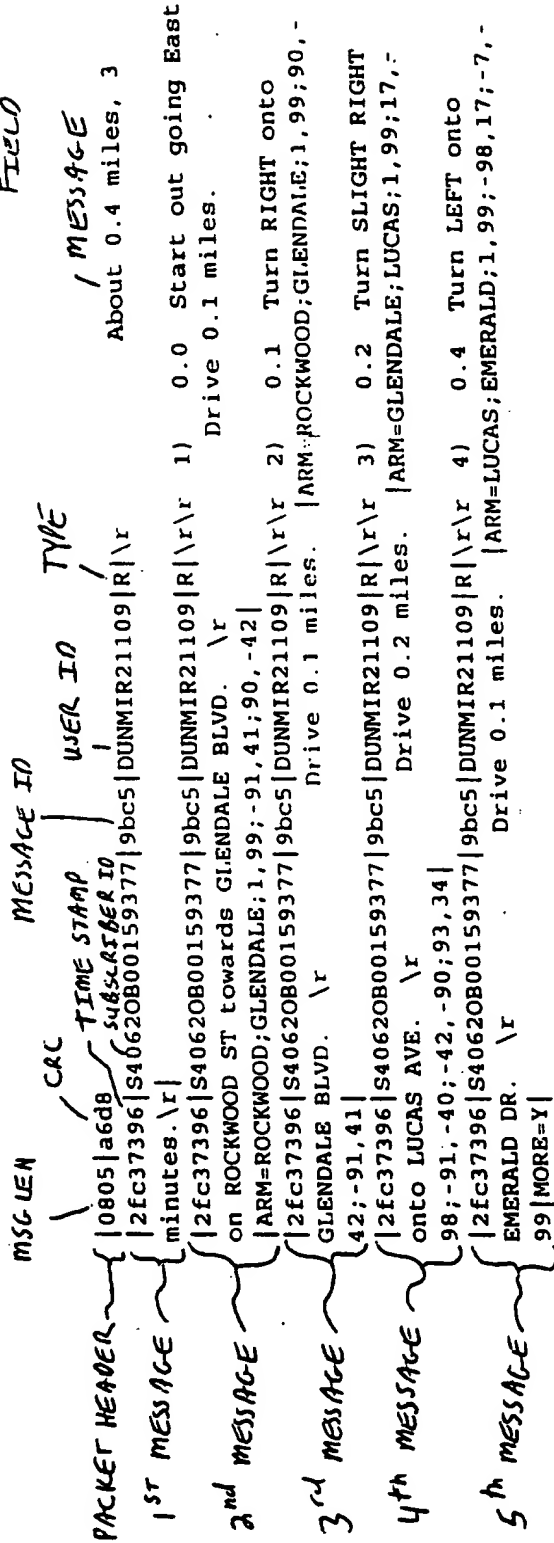 FIELD
MSG LEN CRC MESSAGE ID USER ID TYPE / MESSAGE
TIME STAMP
SUBSCRIBER ID
PACKET HEADER |0805|a6d8
1ST MESSAGE |2fc37396|S40620B00159377|9bc5|DUNMIR21109|R|\r About 0.4 miles, 3
minutes.\r|
2nd MESSAGE |2fc37396|S40620B00159377|9bc5|DUNMIR21109|R|\r\r 1) 0.0 Start out going East
on ROCKWOOD ST towards GLENDALE BLVD. \r Drive 0.1 miles.
|ARM=ROCKWOOD;GLENDALE;1,99;-91,41;90,-42|
3rd MESSAGE |2fc37396|S40620B00159377|9bc5|DUNMIR21109|R|\r\r 2) 0.1 Turn RIGHT onto
GLENDALE BLVD. \r Drive 0.1 miles. |ARM=ROCKWOOD;GLENDALE;1,99;90,-
42;-91,41|
4th MESSAGE |2fc37396|S40620B00159377|9bc5|DUNMIR21109|R|\r\r 3) 0.2 Turn SLIGHT RIGHT
onto LUCAS AVE. \r Drive 0.2 miles. |ARM=GLENDALE;LUCAS;1,99;17,-
98;-91,-40;-42,-90;93,34|
5th MESSAGE |2fc37396|S40620B00159377|9bc5|DUNMIR21109|R|\r\r 4) 0.4 Turn LEFT onto
EMERALD DR. \r Drive 0.1 miles. |ARM=LUCAS;EMERALD;1,99;-98,17;-7,-
99|MORE=Y|